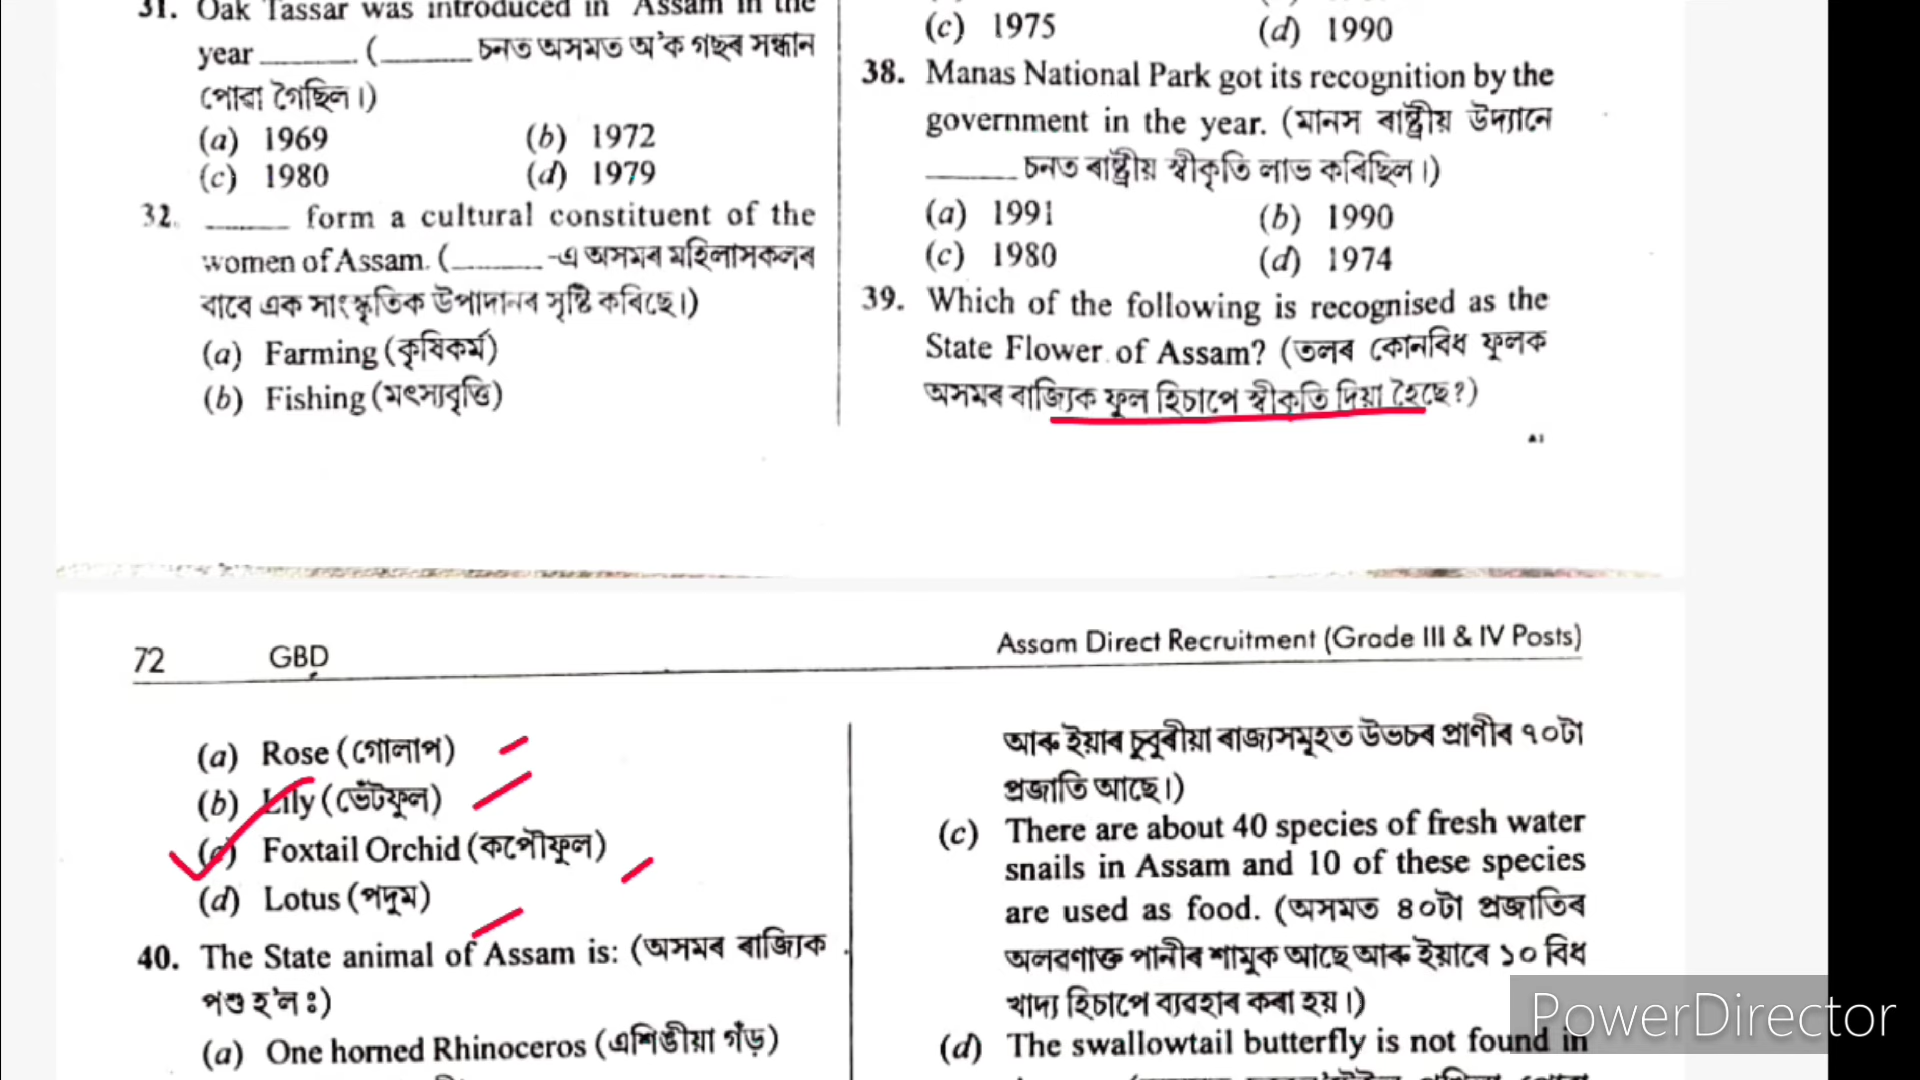 31. Oak Tassar was introduced in Assam in the
year ______ (______ চনত অসমত অ'ক গছৰ সন্ধান
পোৱা গৈছিল।)
(a) 1969 (b) 1972
(c) 1980 (d) 1979
32. ______ form a cultural constituent of the
women of Assam. (______-এ অসমৰ মহিলাসকলৰ
বাবে এক সাংস্কৃতিক উপাদানৰ সৃষ্টি কৰিছে।)
(a) Farming (কৃষিকৰ্ম)
(b) Fishing (মৎস্যবৃত্তি)
(c) 1975 (d) 1990
38. Manas National Park got its recognition by the
government in the year. (মানস ৰাষ্ট্ৰীয় উদ্যানে
______ চনত ৰাষ্ট্ৰীয় স্বীকৃতি লাভ কৰিছিল।)
(a) 1991 (b) 1990
(c) 1980 (d) 1974
39. Which of the following is recognised as the
State Flower of Assam? (তলৰ কোনবিধ ফুলক
অসমৰ ৰাজ্যিক ফুল হিচাপে স্বীকৃতি দিয়া হৈছে?)
72 GBD Assam Direct Recruitment (Grade III & IV Posts)
(a) Rose (গোলাপ)
(b) Lily (ভেঁটফুল)
(c) Foxtail Orchid (কপৌফুল)
(d) Lotus (পদুম)
40. The State animal of Assam is: (অসমৰ ৰাজ্যিক
পশু হ'ল ঃ)
(a) One horned Rhinoceros (এশিঙীয়া গঁড়)
আৰু ইয়াৰ চুবুৰীয়া ৰাজ্যসমূহত উভচৰ প্ৰাণীৰ ৭০টা
প্ৰজাতি আছে।)
(c) There are about 40 species of fresh water
snails in Assam and 10 of these species
are used as food. (অসমত ৪০টা প্ৰজাতিৰ
অলৱণাক্ত পানীৰ শামুক আছে আৰু ইয়াৰে ১০ বিধ
খাদ্য হিচাপে ব্যৱহাৰ কৰা হয়।)
(d) The swallowtail butterfly is not found in
PowerDirector